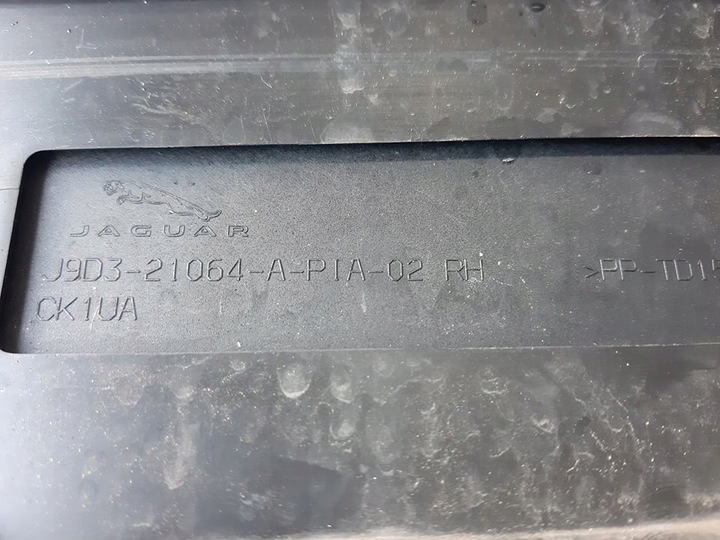 JAGUAR
J9D3-21064-A-PIA-02 RH >PP-TD15
CK1UA